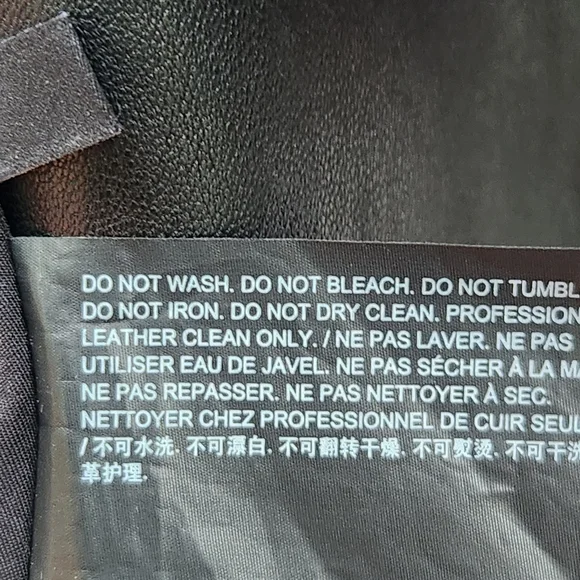 DO NOT WASH. DO NOT BLEACH. DO NOT TUMBL
DO NOT IRON. DO NOT DRY CLEAN. PROFESSION
LEATHER CLEAN ONLY. / NE PAS LAVER. NE PAS
UTILISER EAU DE JAVEL. NE PAS SÉCHER À LA MA
NE PAS REPASSER. NE PAS NETTOYER À SEC.
NETTOYER CHEZ PROFESSIONNEL DE CUIR SEUL
/ 不可水洗. 不可漂白. 不可翻转干燥. 不可熨烫. 不可干洗
革护理.